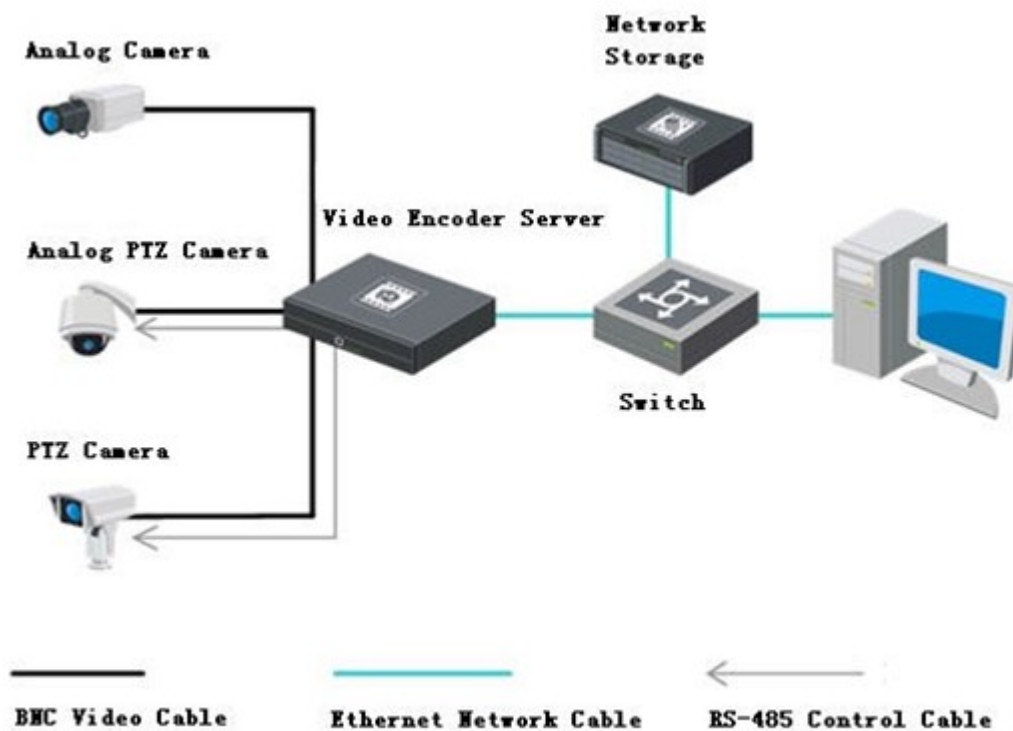 Analog Camera
Network
Storage
Video Encoder Server
Analog PTZ Camera
Switch
PTZ Camera
BNC Video Cable
Ethernet Network Cable
RS-485 Control Cable